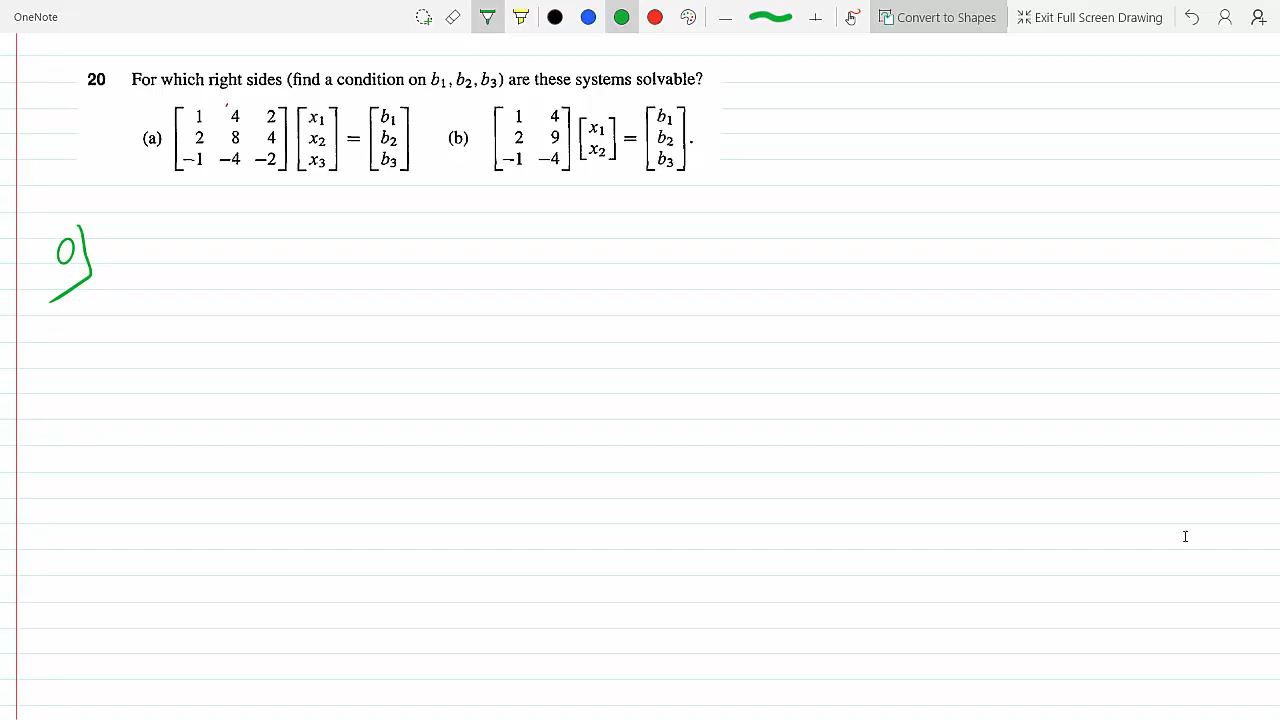 OneNote
Convert to Shapes Exit Full Screen Drawing
20 For which right sides (find a condition on b₁, b₂, b₃) are these systems solvable?
(a) [1 4 2; 2 8 4; −1 −4 −2] [x₁; x₂; x₃] = [b₁; b₂; b₃] (b) [1 4; 2 9; −1 −4] [x₁; x₂] = [b₁; b₂; b₃].